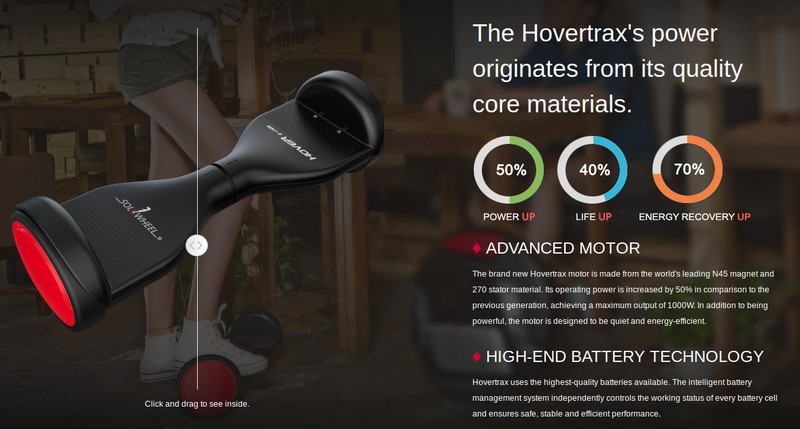 The Hovertrax's power
originates from its quality
core materials.
50%
40%
70%
POWER UP
LIFE UP
ENERGY RECOVERY UP
ADVANCED MOTOR
The brand new Hovertrax motor is made from the world's leading N45 magnet and
270 stator material. Its operating power is increased by 50% in comparison to the
previous generation, achieving a maximum output of 1000W. In addition to being
powerful, the motor is designed to be quiet and energy-efficient.
HIGH-END BATTERY TECHNOLOGY
Hovertrax uses the highest-quality batteries available. The intelligent battery
management system independently controls the working status of every battery cell
and ensures safe, stable and efficient performance.
HOVER
SOLOWHEEL®
Click and drag to see inside.